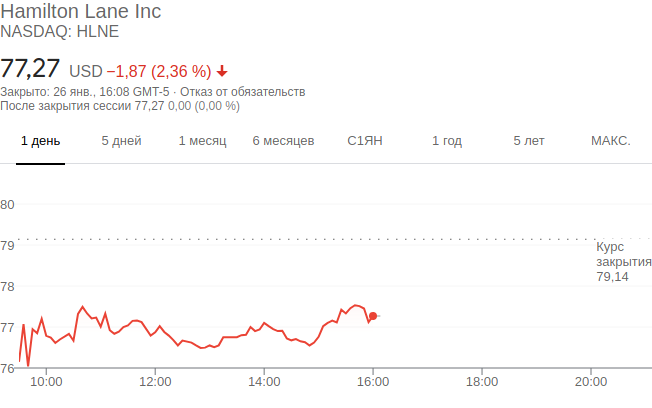 Hamilton Lane Inc
NASDAQ: HLNE
77,27 USD −1,87 (2,36 %)
Закрыто: 26 янв., 16:08 GMT-5 · Отказ от обязательств
После закрытия сессии 77,27 0,00 (0,00 %)
1 день 5 дней 1 месяц 6 месяцев С1ЯН 1 год 5 лет МАКС.
80
79
Курс
закрытия
79,14
78
77
76
10:00 12:00 14:00 16:00 18:00 20:00